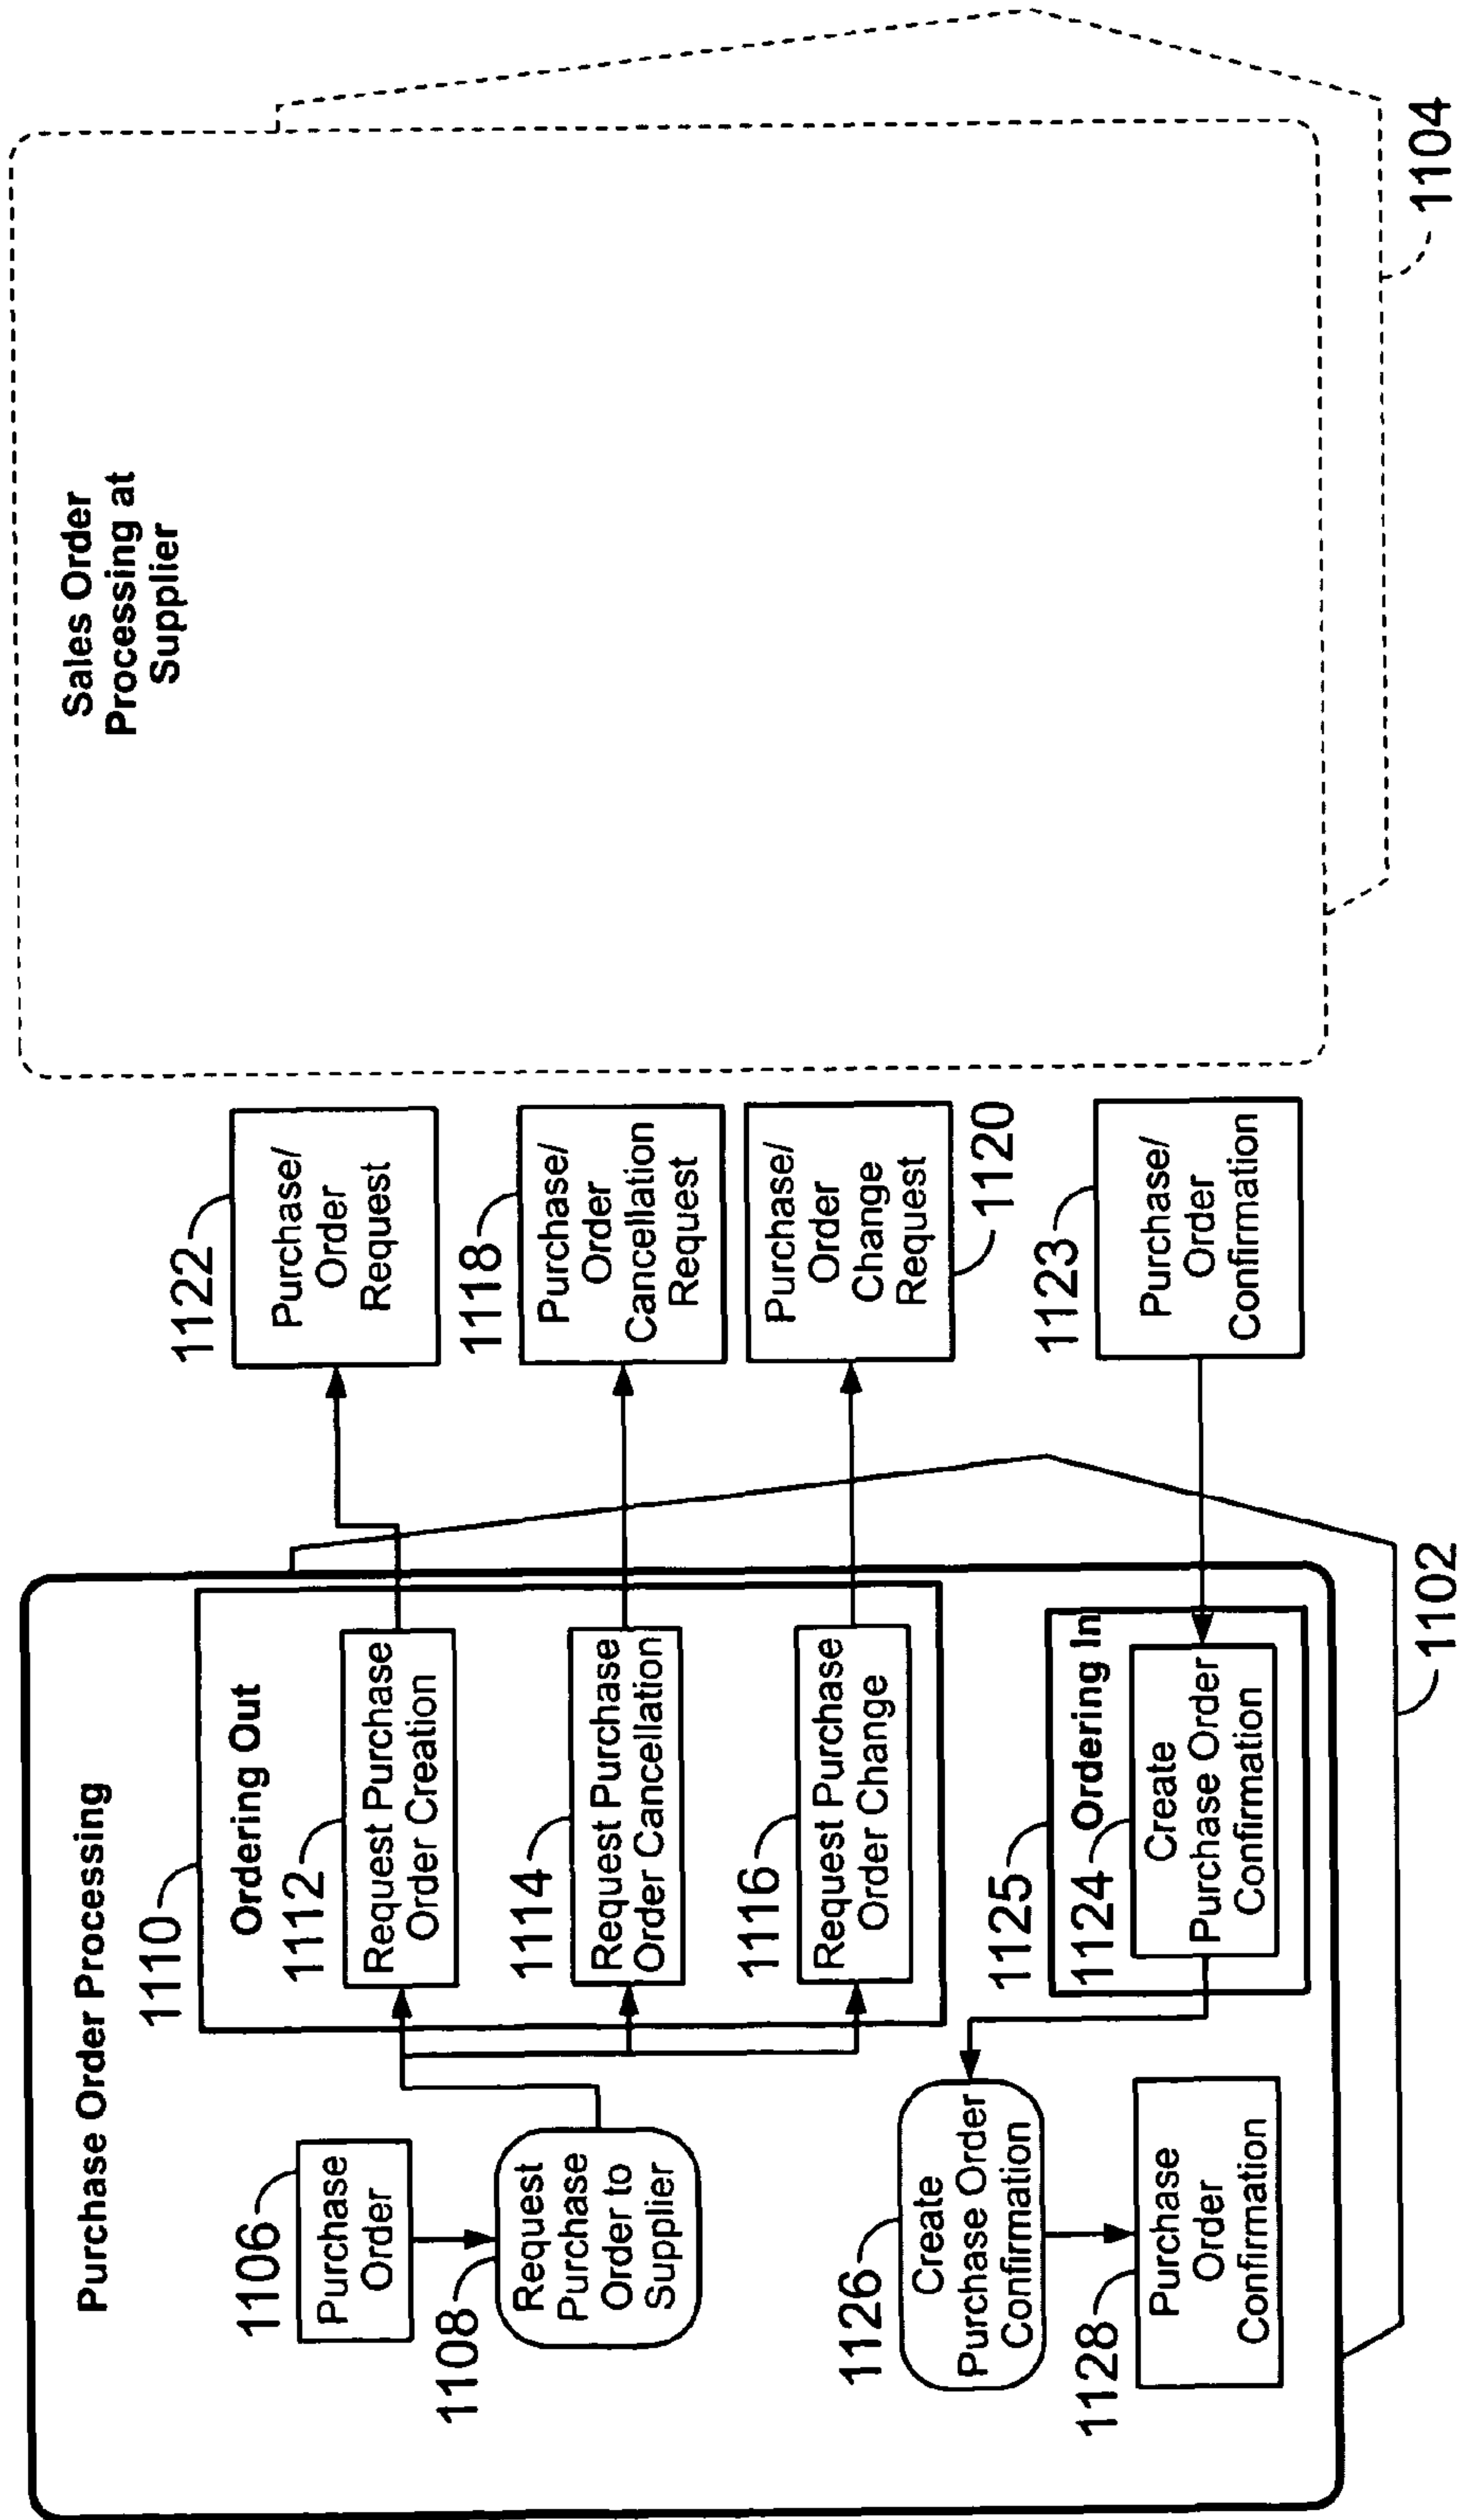 Purchase Order Processing
1106
Purchase
Order
1108
Request
Purchase
Order to
Supplier
1110
Ordering Out
1112
Request Purchase
Order Creation
1114
Request Purchase
Order Cancellation
1116
Request Purchase
Order Change
1125
Ordering In
1124
Create
Purchase Order
Confirmation
1126
Create
Purchase Order
Confirmation
1128
Purchase
Order
Confirmation
1102
1122
Purchase/
Order
Request
1118
Purchase/
Order
Cancellation
Request
Purchase/
Order
Change
Request
1120
1123
Purchase/
Order
Confirmation
Sales Order
Processing at
Supplier
1104